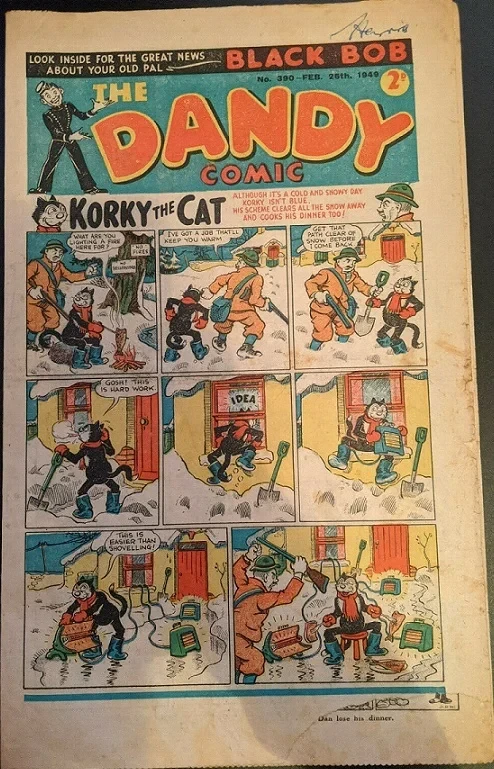 LOOK INSIDE FOR THE GREAT NEWS
ABOUT YOUR OLD PAL
BLACK BOB
No. 390-FEB. 26th. 1949
2D
THE
DANDY
COMIC
KORKY THE CAT
ALTHOUGH IT'S A COLD AND SNOWY DAY
KORKY ISN'T BLUE,
HIS SCHEME CLEARS ALL THE SNOW AWAY
AND COOKS HIS DINNER TOO!
WHAT ARE YOU
LIGHTING A FIRE
HERE FOR?
NO
FIRES
I'VE GOT A JOB THAT'LL
KEEP YOU WARM
GET THAT
PATH CLEAR OF
SNOW BEFORE
I COME BACK
GOSH! THIS
IS HARD WORK
IDEA
THIS IS
EASIER THAN
SHOVELLING!
Dan lose his dinner.